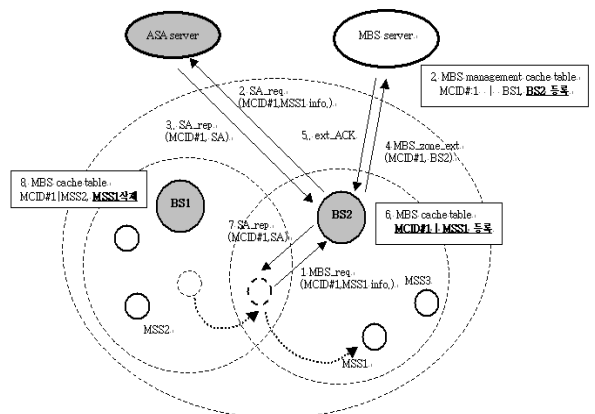 ASA server
MBS server
2. MBS management cache table
MCID#1 | BS1, BS2 등록
2. SA_req.
(MCID#1,MSS1 info,)
3. SA_rep.
(MCID#1, SA)
5. ext_ACK
4 MBS_zone_ext
(MCID#1, BS2)
8. MBS cache table
MCID#1|MSS2, MSS1삭제
BS1
BS2
6. MBS cache table
MCID#1 | MSS1 등록
7 SA_rep.
(MCID#1,SA)
1 MBS_req.
(MCID#1,MSS1 info,)
MSS3
MSS2
MSS1